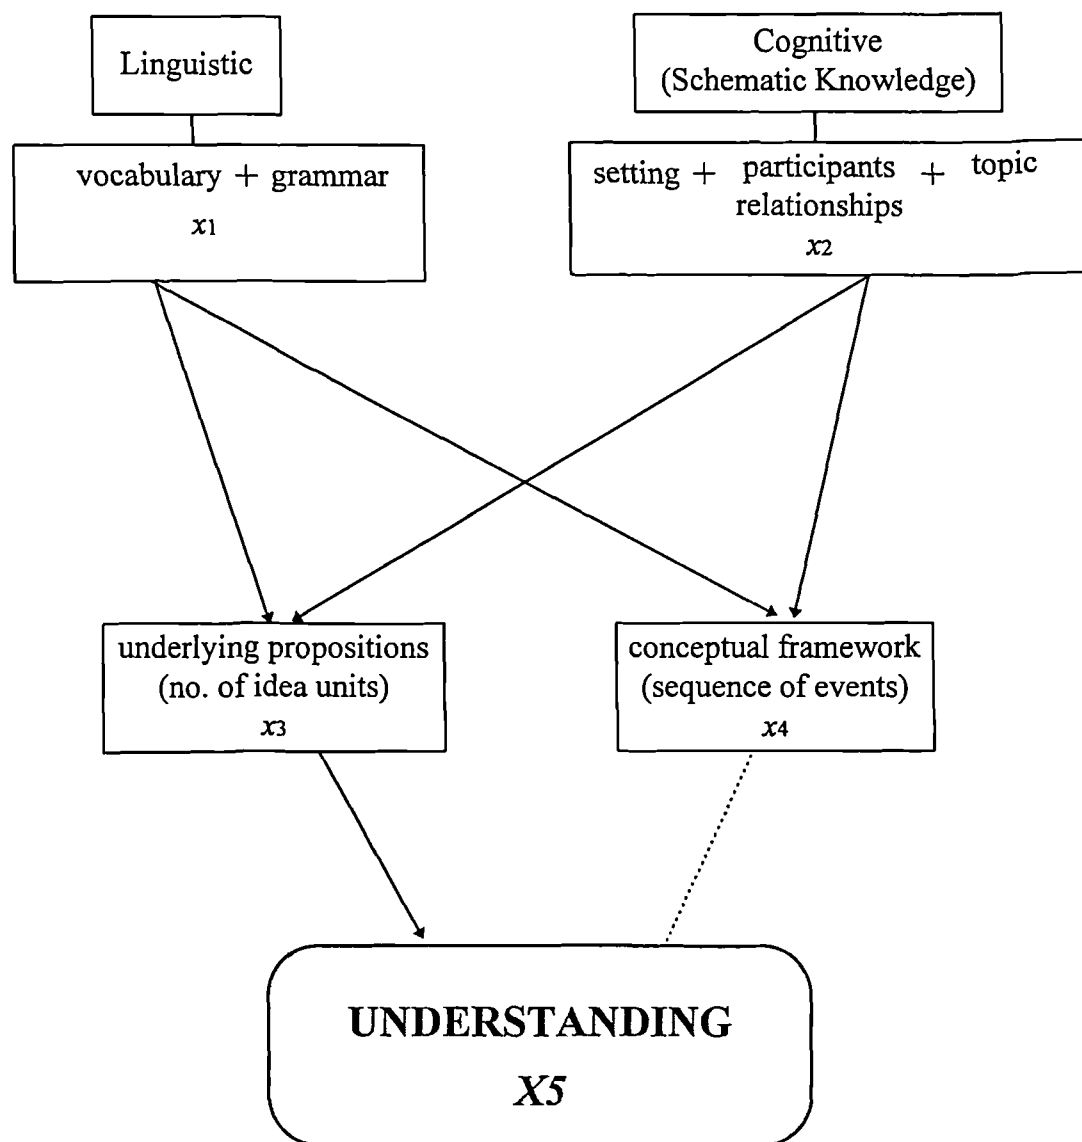 Linguistic
Cognitive
(Schematic Knowledge)
vocabulary + grammar
x1
setting + participants + topic
relationships
x2
underlying propositions
(no. of idea units)
x3
conceptual framework
(sequence of events)
x4
UNDERSTANDING
X5